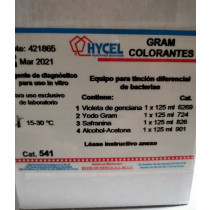 HYCEL
GRAM
COLORANTES
te: 421865
Mar 2021
Equipo para tinción diferencial
de bacterias
gente de diagnóstico
para uso in vitro
ra uso exclusivo
de laboratorio
Contiene:
Cat.
1 Violeta de genciana 1 x 125 ml 6269
2 Yodo Gram 1 x 125 ml 724
3 Safranina 1 x 125 ml 826
4 Alcohol-Acetona 1 x 125 ml 901
15-30 °C
Léase instructivo anexo
Cat. 541